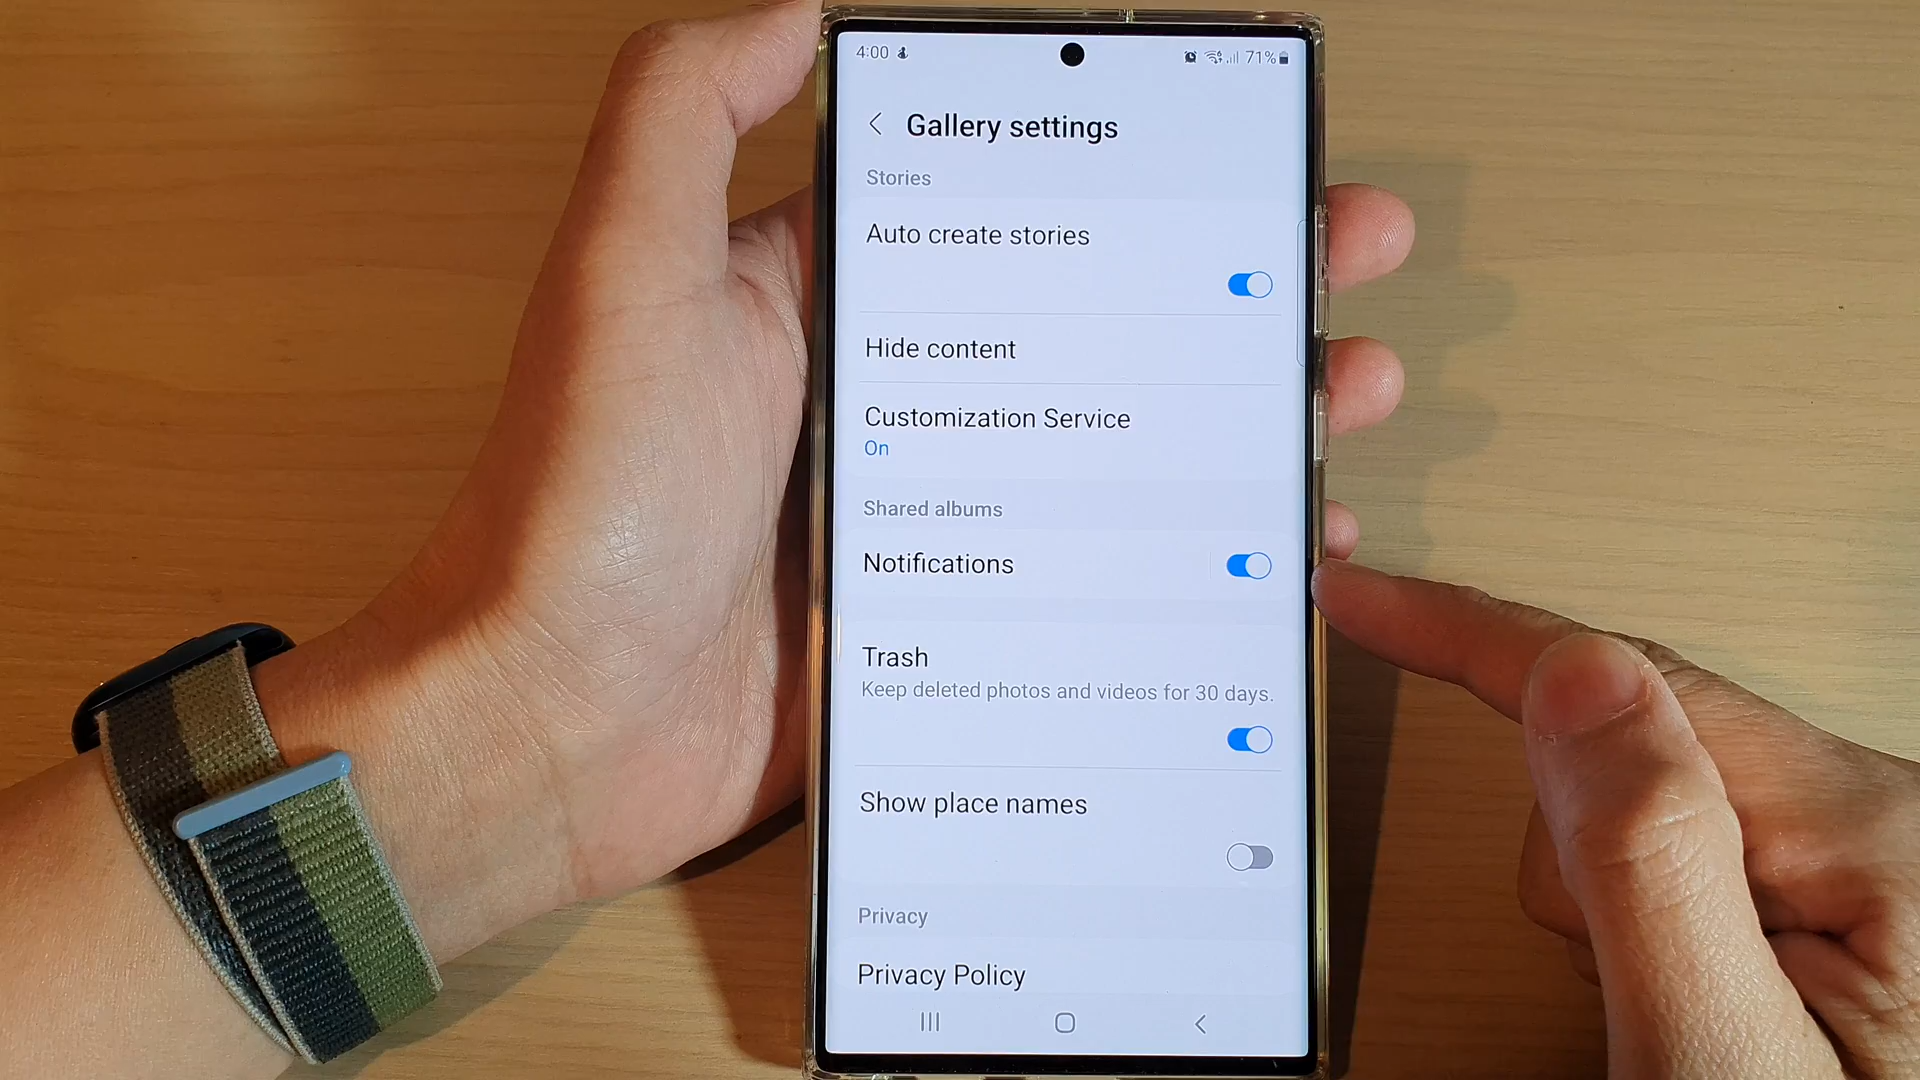 4:00 71%
Gallery settings
Stories
Auto create stories
Hide content
Customization Service
On
Shared albums
Notifications
Trash
Keep deleted photos and videos for 30 days.
Show place names
Privacy
Privacy Policy